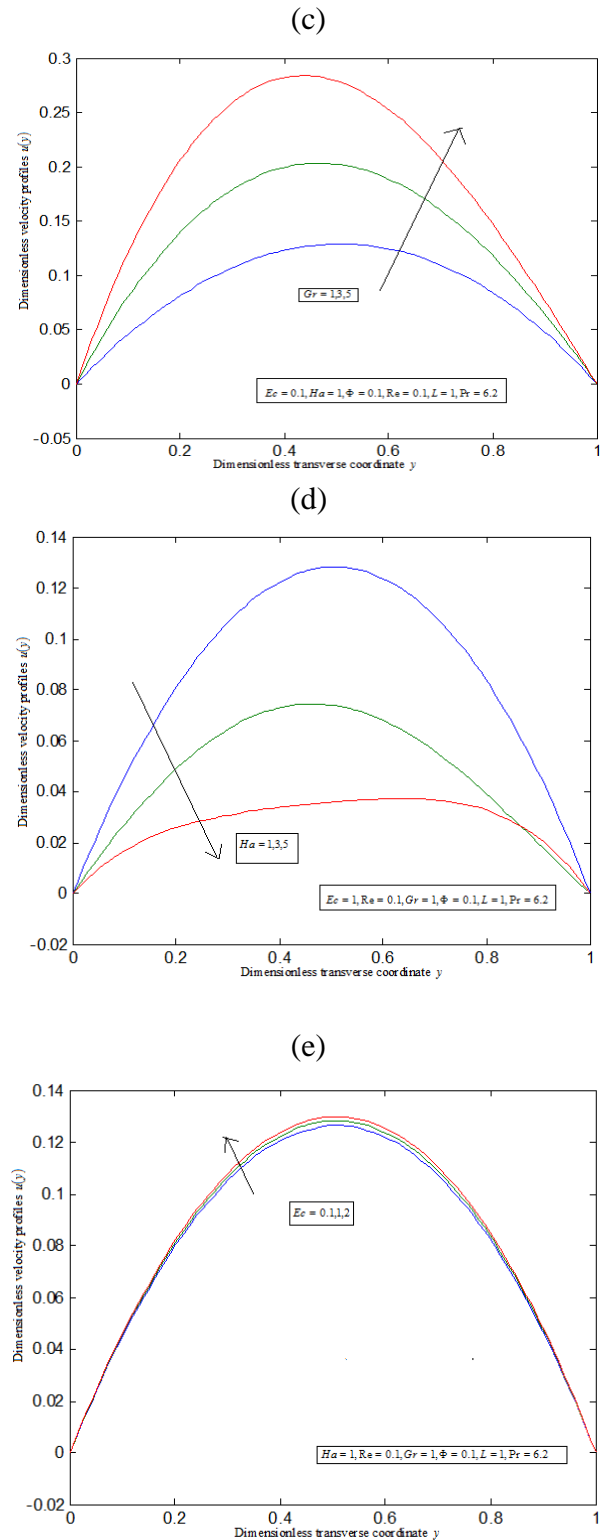 (c)
0.3
0.25
0.2
0.15
0.1
0.05
0
-0.05
Dimensionless velocity profiles u(y)
Gr = 1,3,5
Ec = 0.1, Ha = 1, Φ = 0.1, Re = 0.1, L = 1, Pr = 6.2
0 0.2 0.4 0.6 0.8 1
Dimensionless transverse coordinate y
(d)
0.14
0.12
0.1
0.08
0.06
0.04
0.02
0
-0.02
Dimensionless velocity profiles u(y)
Ha = 1,3,5
Ec = 1, Re = 0.1, Gr = 1, Φ = 0.1, L = 1, Pr = 6.2
0 0.2 0.4 0.6 0.8 1
Dimensionless transverse coordinate y
(e)
0.14
0.12
0.1
0.08
0.06
0.04
0.02
0
-0.02
Dimensionless velocity profiles u(y)
Ec = 0.1,1,2
Ha = 1, Re = 0.1, Gr = 1, Φ = 0.1, L = 1, Pr = 6.2
0 0.2 0.4 0.6 0.8 1
Dimensionless transverse coordinate y